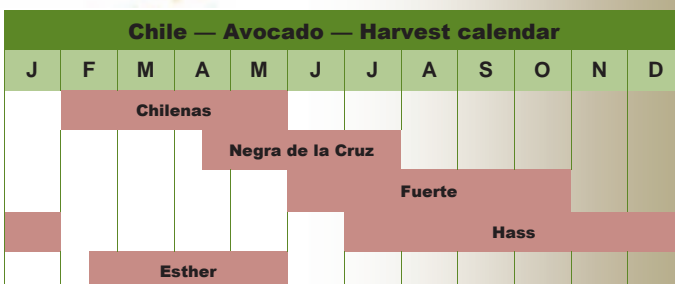 Chile — Avocado — Harvest calendar
J F M A M J J A S O N D
Chilenas
Negra de la Cruz
Fuerte
Hass
Esther